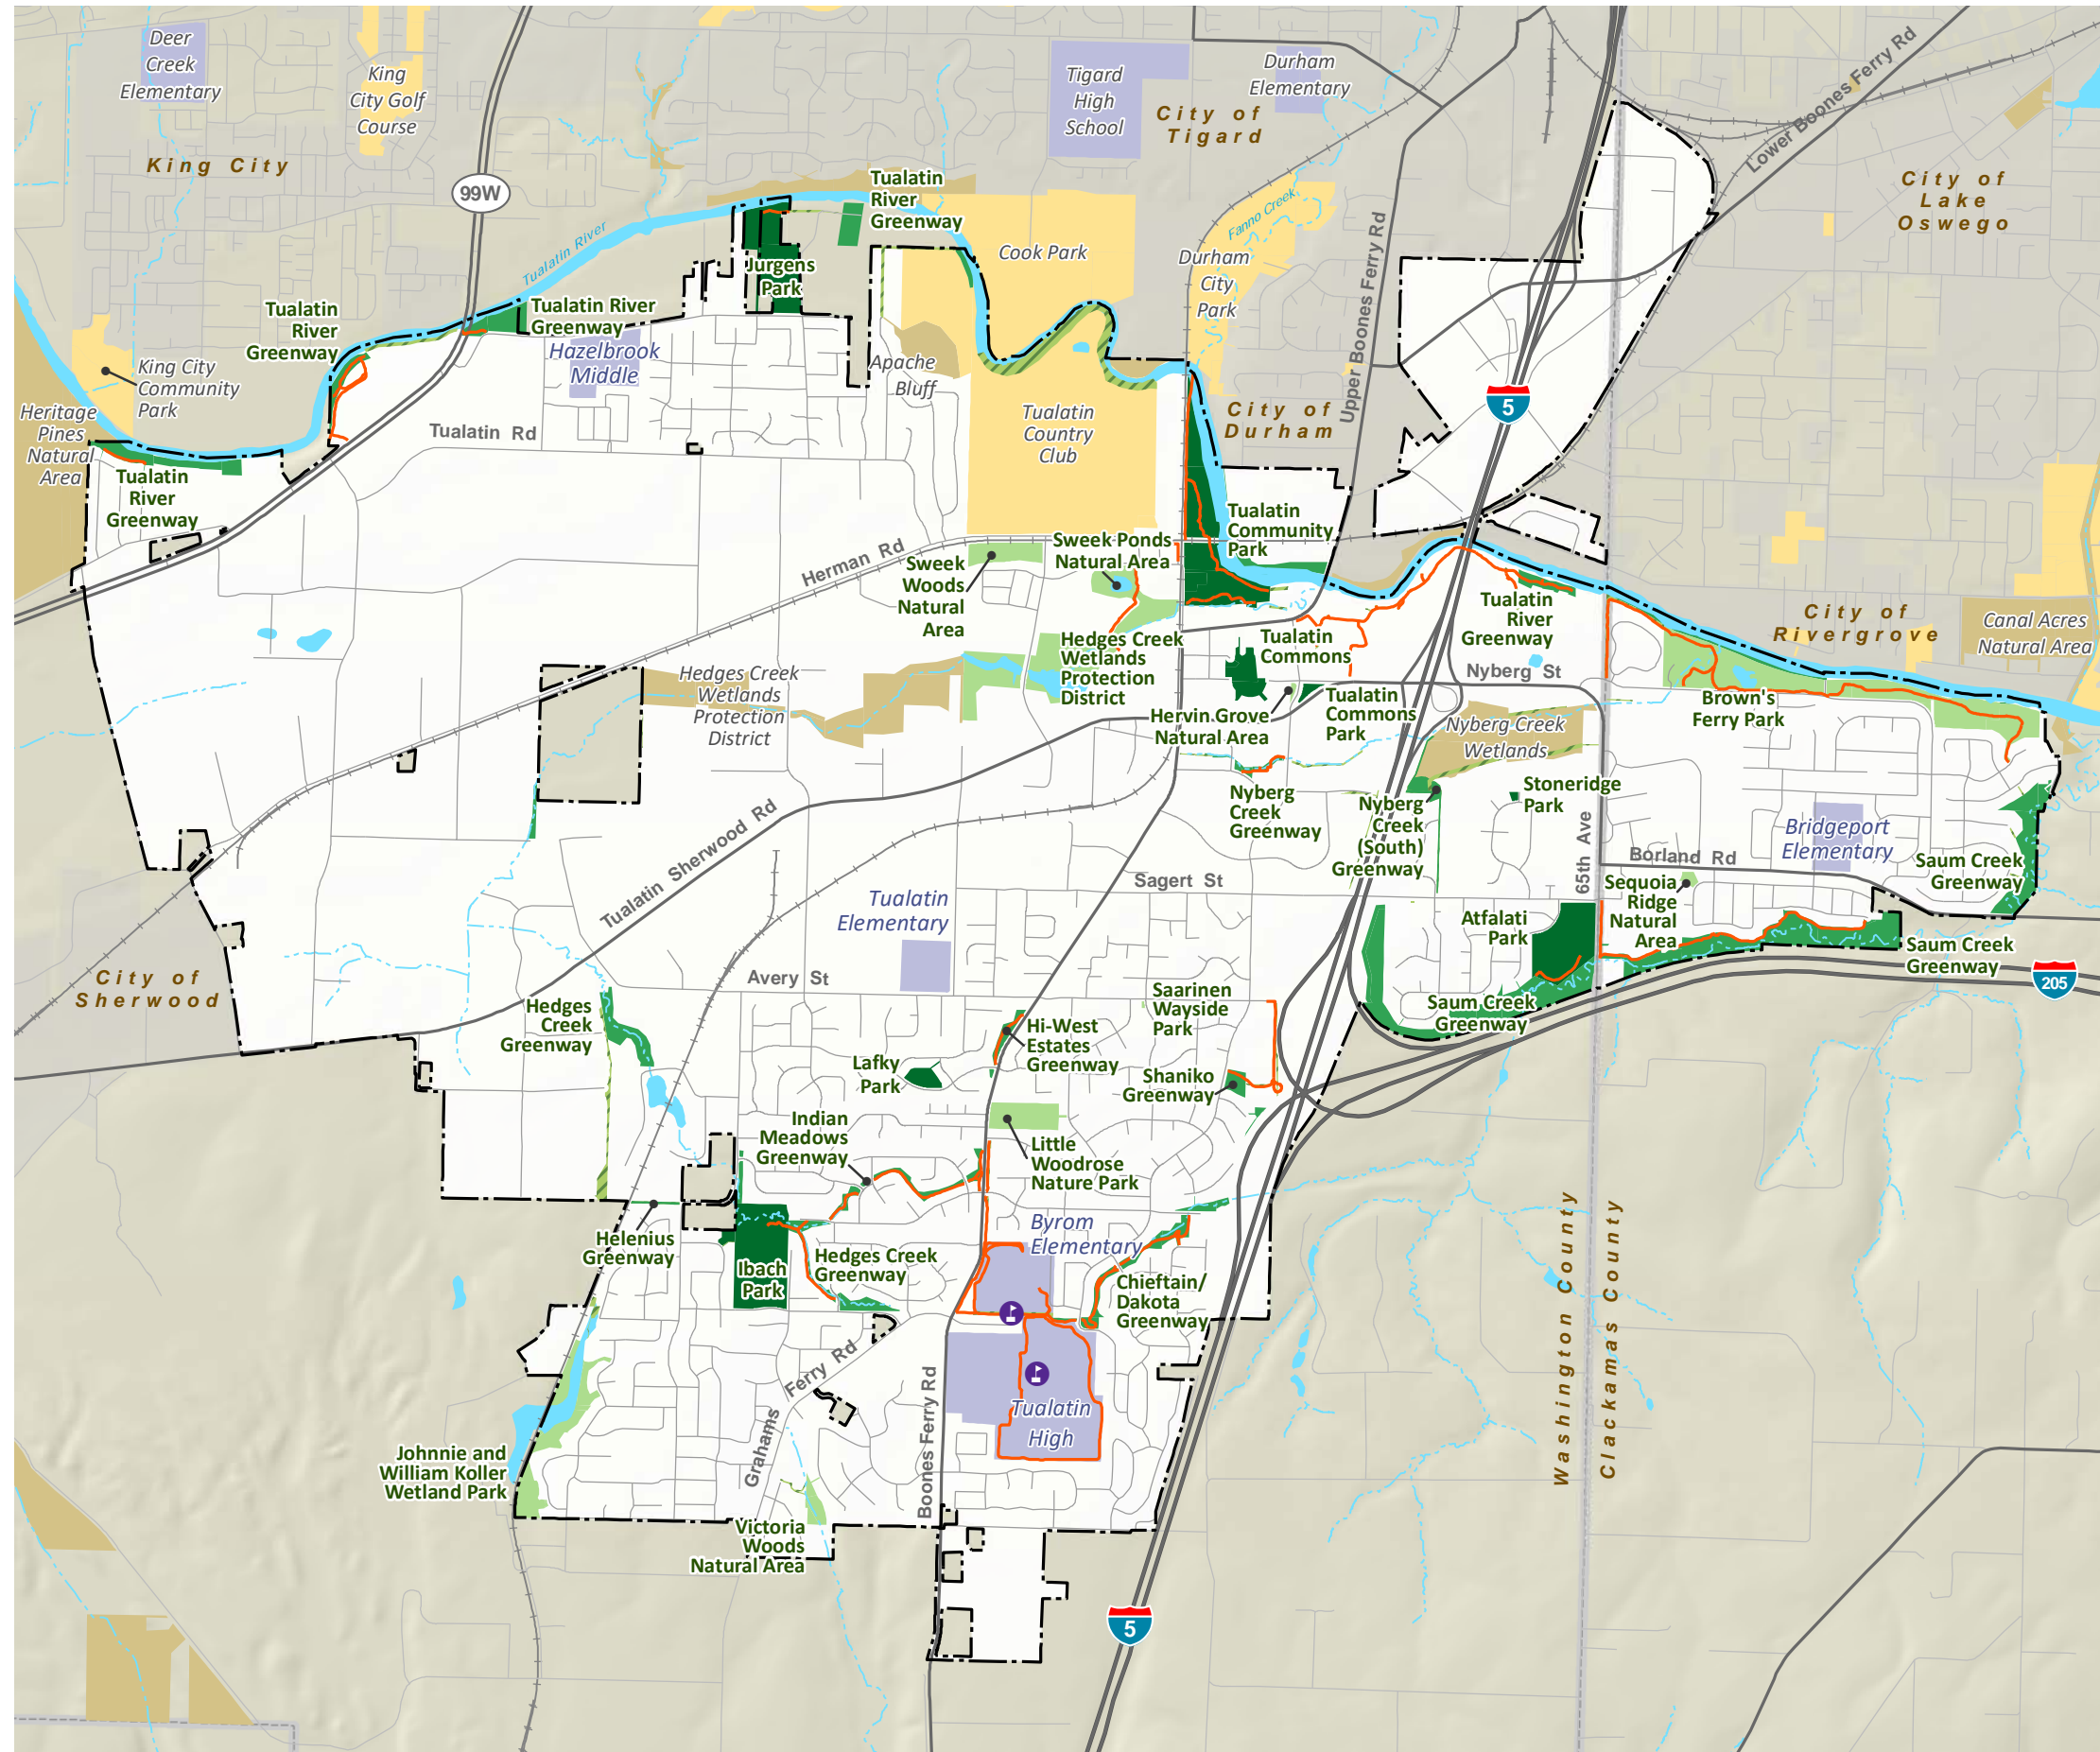 Deer
Creek
Elementary
King
City Golf
Course
King City
99W
Tigard
High
School
Durham
Elementary
City of
Tigard
Lower Boones Ferry Rd
City of
Lake
Oswego
Tualatin
River
Greenway
Tualatin River
Jurgens
Park
Cook Park
Fanno Creek
Durham
City
Park
Upper Boones Ferry Rd
Tualatin
River
Greenway
Tualatin River
Greenway
Hazelbrook
Middle
King City
Community
Park
Heritage
Pines
Natural
Area
Tualatin
River
Greenway
Tualatin Rd
Apache
Bluff
Tualatin
Country
Club
City of
Durham
5
Tualatin
Community
Park
Herman Rd
Sweek Ponds
Natural Area
Sweek
Woods
Natural
Area
Hedges Creek
Wetlands
Protection
District
Hedges Creek
Wetlands
Protection
District
Tualatin
Commons
Tualatin
River
Greenway
City of
Rivergrove
Canal Acres
Natural Area
Nyberg St
Hervin Grove
Natural Area
Tualatin
Commons
Park
Nyberg Creek
Wetlands
Brown's
Ferry Park
Nyberg
Creek
Greenway
Nyberg
Creek
(South)
Greenway
Stoneridge
Park
65th Ave
Bridgeport
Elementary
Borland Rd
Saum Creek
Greenway
Tualatin Sherwood Rd
Sagert St
Tualatin
Elementary
Sequoia
Ridge
Natural
Area
Atfalati
Park
Saum Creek
Greenway
205
City of
Sherwood
Avery St
Saarinen
Wayside
Park
Saum Creek
Greenway
Hedges
Creek
Greenway
Hi-West
Estates
Greenway
Lafky
Park
Shaniko
Greenway
Indian
Meadows
Greenway
Little
Woodrose
Nature Park
Byrom
Elementary
Helenius
Greenway
Ibach
Park
Hedges Creek
Greenway
Chieftain/
Dakota
Greenway
Washington County
Clackamas County
Grahams Ferry Rd
Boones Ferry Rd
Tualatin
High
Johnnie and
William Koller
Wetland Park
Victoria
Woods
Natural Area
5